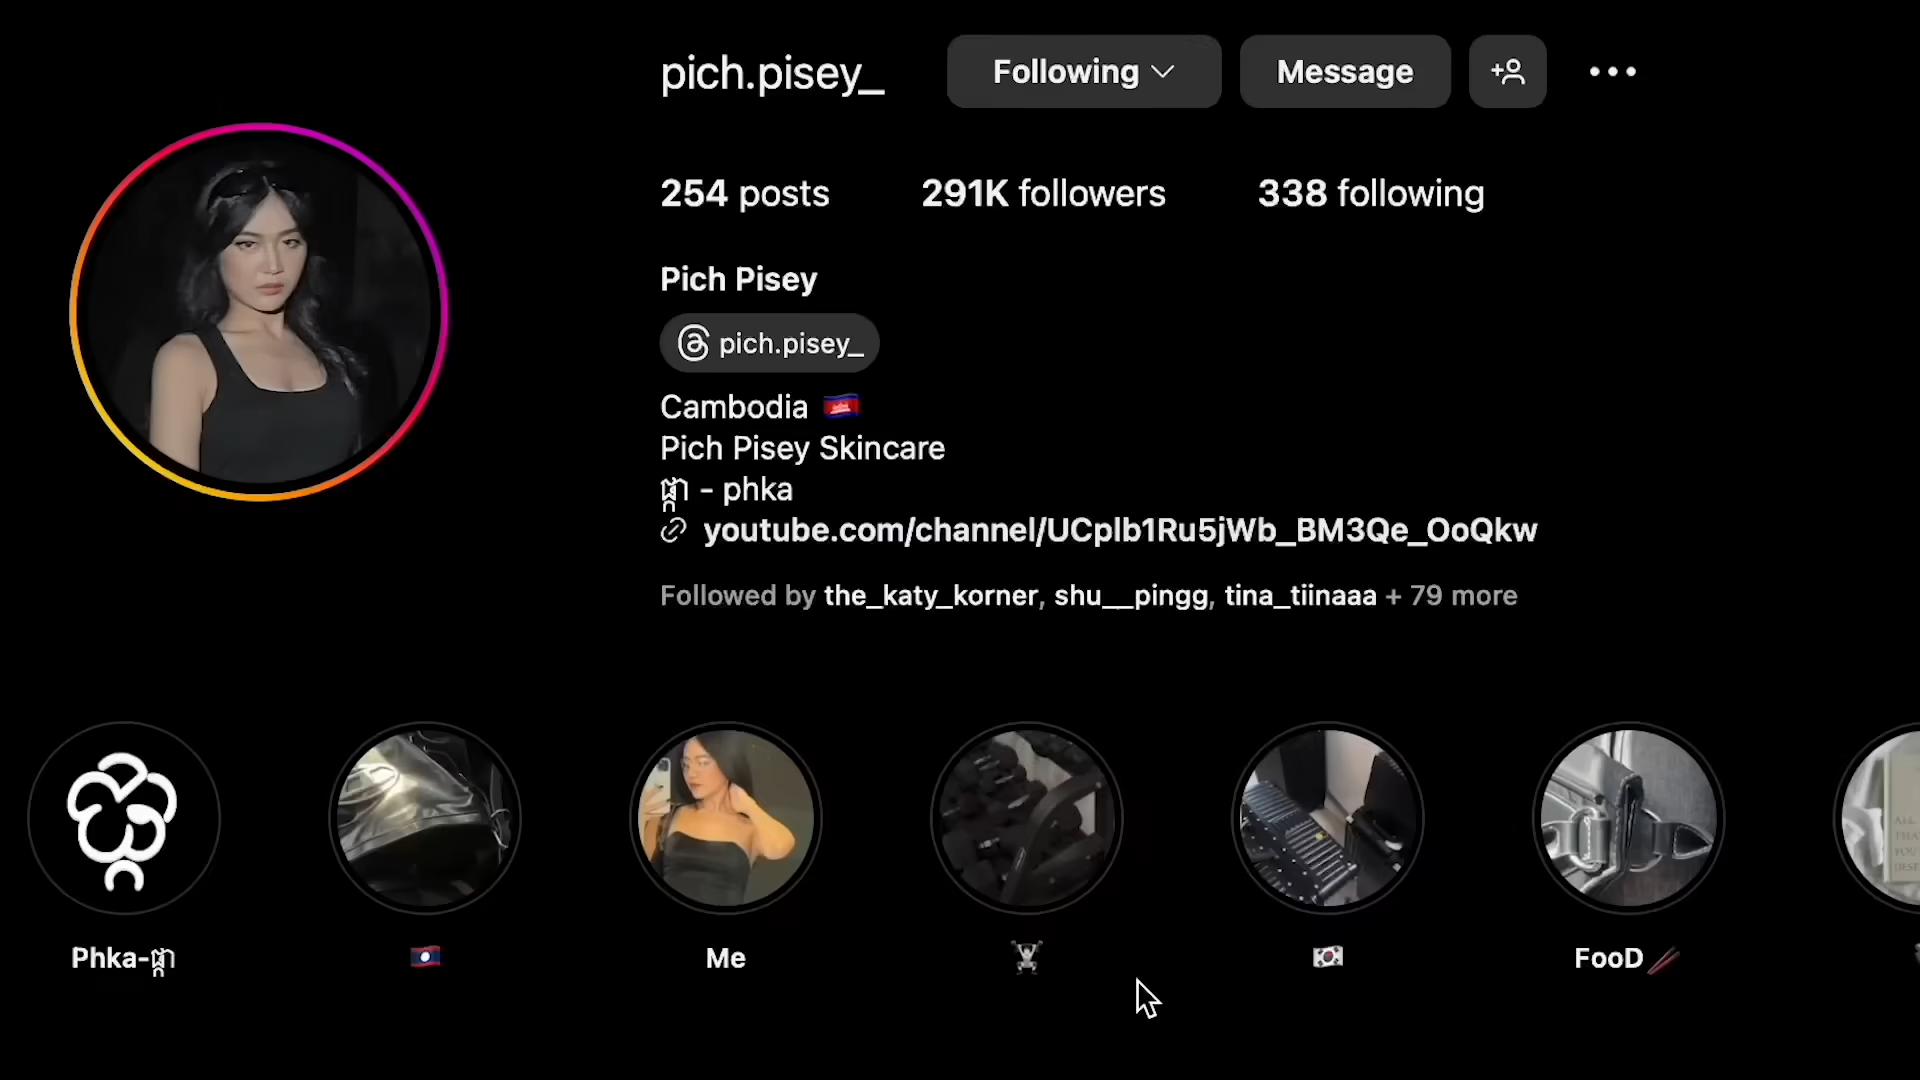 pich.pisey_ Following Message
254 posts 291K followers 338 following
Pich Pisey
pich.pisey_
Cambodia 🇰🇭
Pich Pisey Skincare
ផ្កា - phka
youtube.com/channel/UCplb1Ru5jWb_BM3Qe_OoQkw
Followed by the_katy_korner, shu__pingg, tina_tiinaaa + 79 more
Phka-ផ្កា 🇱🇦 Me 🏋 🇰🇷 FooD🥢